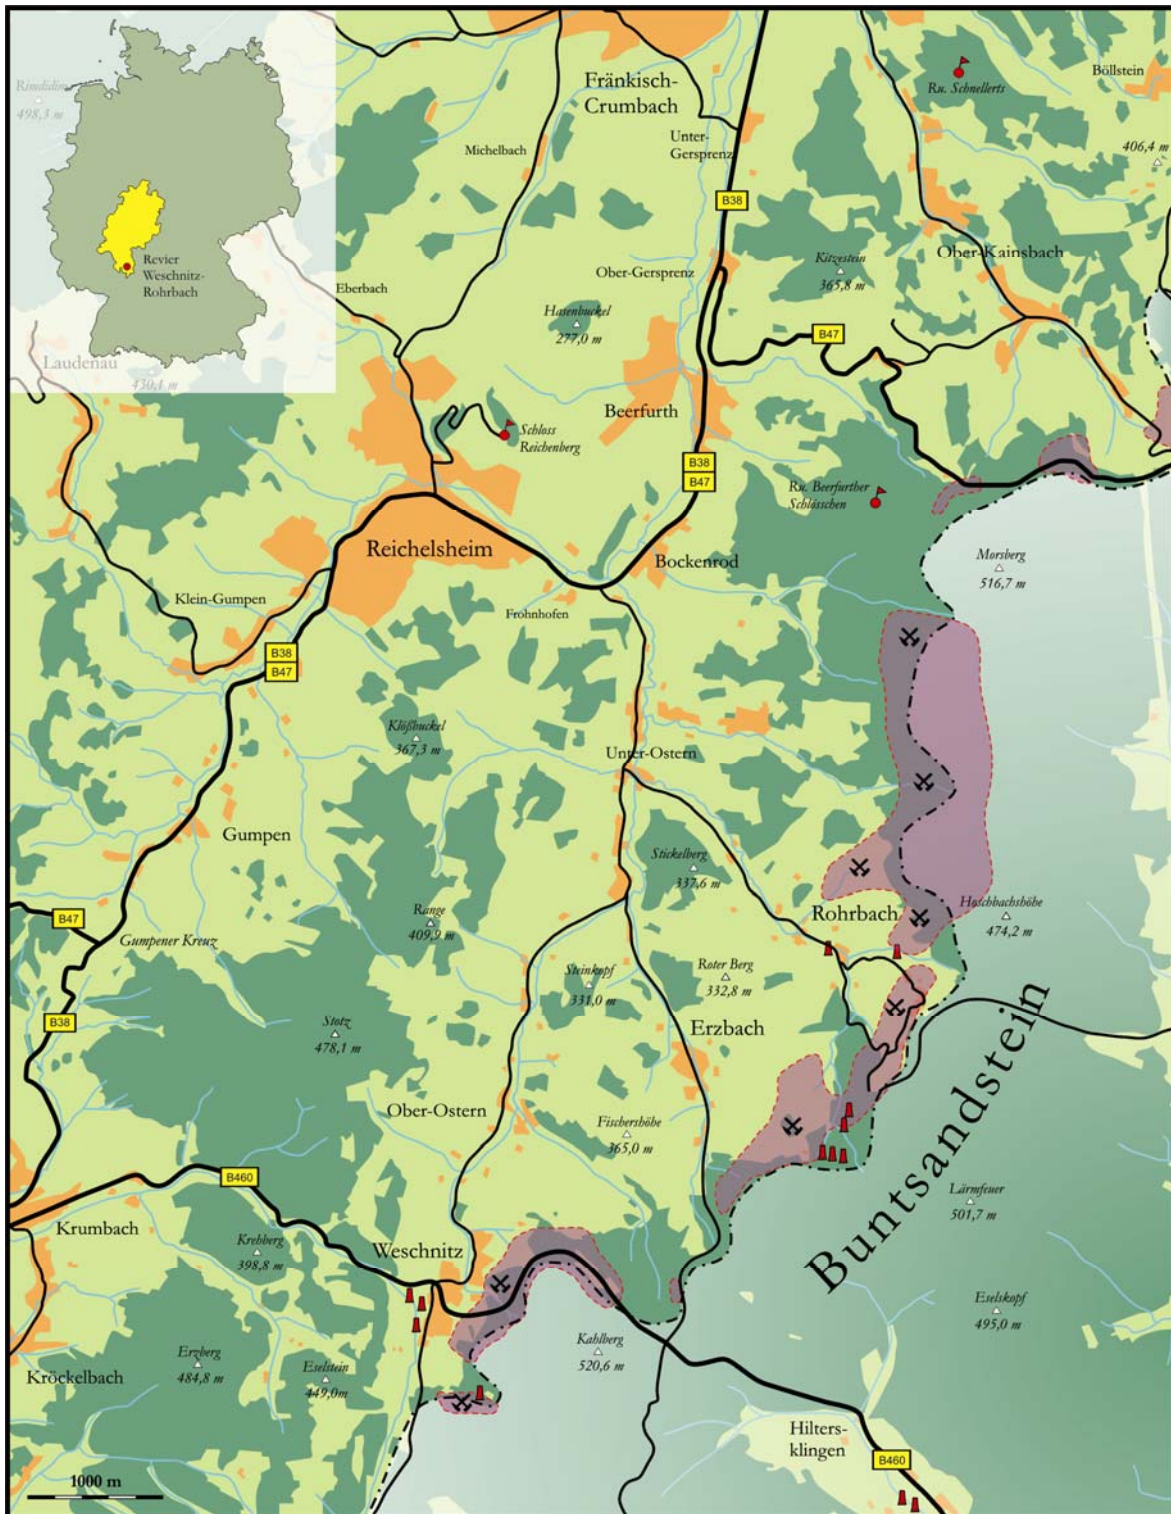 Rimdidim
498,3 m
Fränkisch-
Crumbach
Ru. Schnellerts
Böllstein
Michelbach
Unter-
Gersprenz
406,4 m
B38
Revier
Weschnitz-
Rohrbach
Eberbach
Ober-Gersprenz
Kitzestein
365,8 m
Ober-Kainsbach
Hasenbuckel
277,0 m
B47
Laudenau
430,1 m
Beerfurth
Schloss
Reichenberg
B38
B47
Ru. Beerfurther
Schlösschen
Reichelsheim
Bockenrod
Morsberg
516,7 m
Klein-Gumpen
Frohnhofen
B38
B47
Klößbuckel
367,3 m
Unter-Ostern
Gumpen
Stickelberg
337,6 m
B47
Gumpener Kreuz
Range
409,9 m
Rohrbach
Hoschbachshöhe
474,2 m
Steinkopf
331,0 m
Roter Berg
332,8 m
B38
Stotz
478,1 m
Erzbach
Buntsandstein
Ober-Ostern
Fischershöhe
365,0 m
B460
Lärmfeuer
501,7 m
Krumbach
Krehberg
398,8 m
Weschnitz
Eselskopf
495,0 m
Kahlberg
520,6 m
Kröckelbach
Erzberg
484,8 m
Eselstein
449,0m
Hilters-
klingen
B460
1000 m